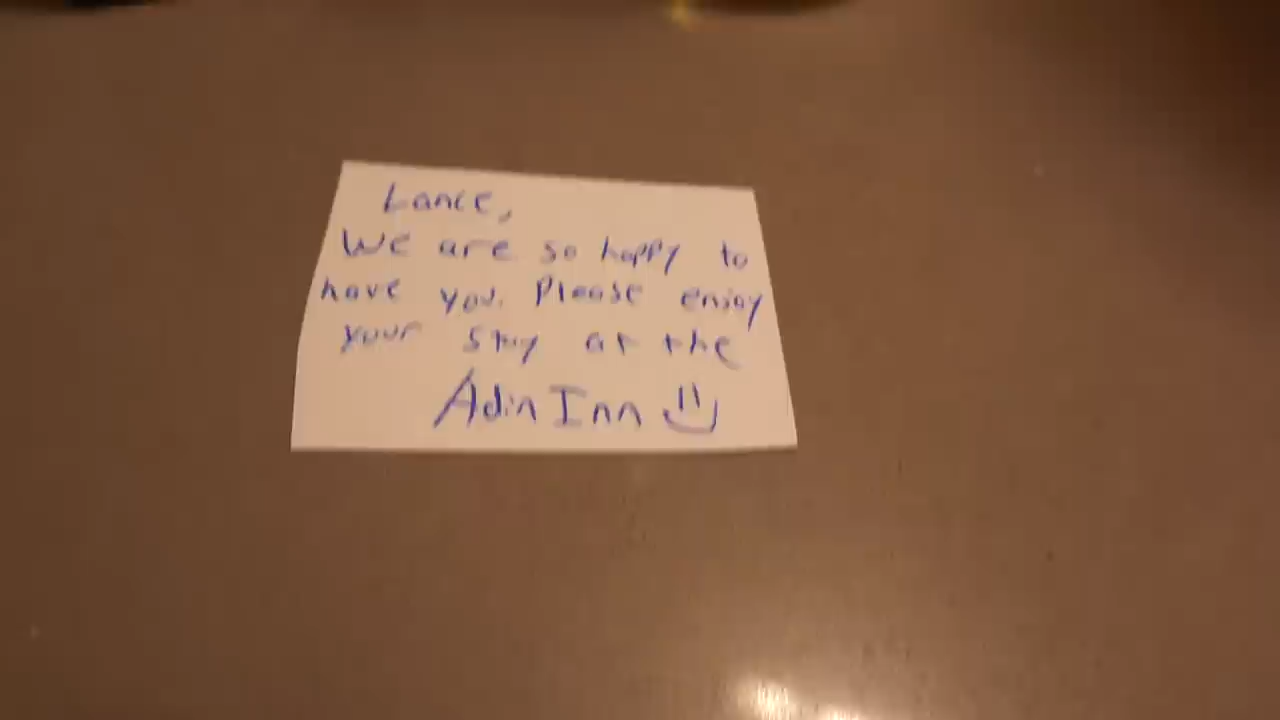 Lance,
We are so happy to
have you. Please enjoy
your stay at the
Adin Inn